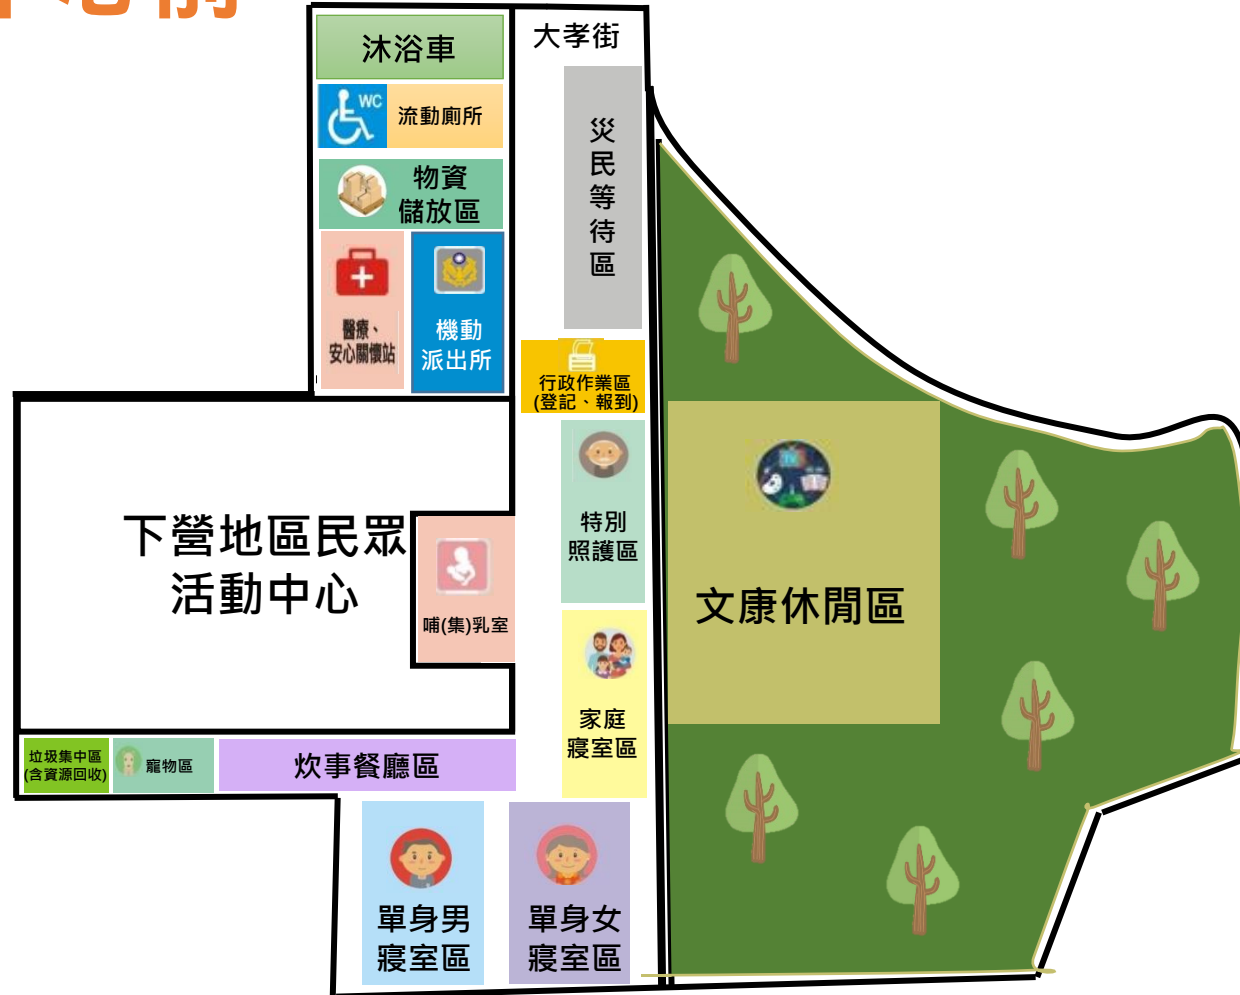 沐浴車
大孝街
WC
流動廁所
災
民
等
待
區
物資
儲放區
醫療、
安心關懷站
機動
派出所
行政作業區
(登記、報到)
特別
照護區
下營地區民眾
活動中心
哺(集)乳室
文康休閒區
家庭
寢室區
垃圾集中區
(含資源回收)
寵物區
炊事餐廳區
單身男
寢室區
單身女
寢室區